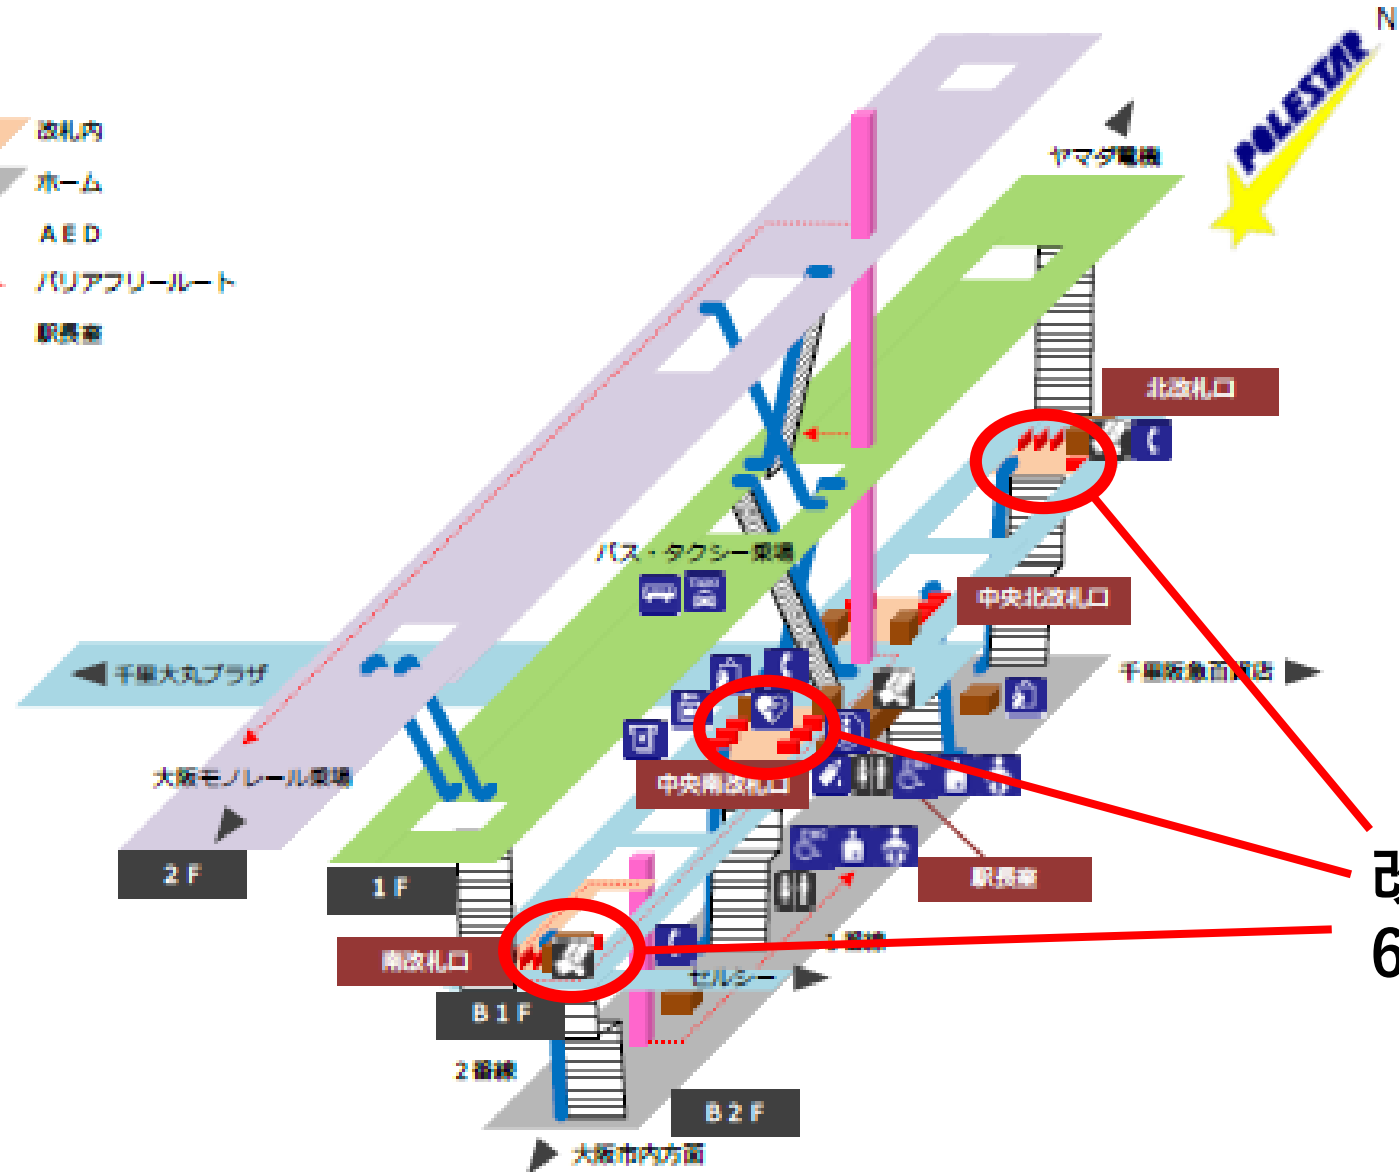 N
POLESTAR
改札内
ホーム
AED
バリアフリールート
駅長室
ヤマダ電機
北改札口
バス・タクシー乗場
TAXI
中央北改札口
千里大丸プラザ
千里阪急百貨店
大阪モノレール乗場
中央南改札口
2F
1F
駅長室
改
6
1番線
南改札口
セルシー
B1F
2番線
B2F
大阪市内方面